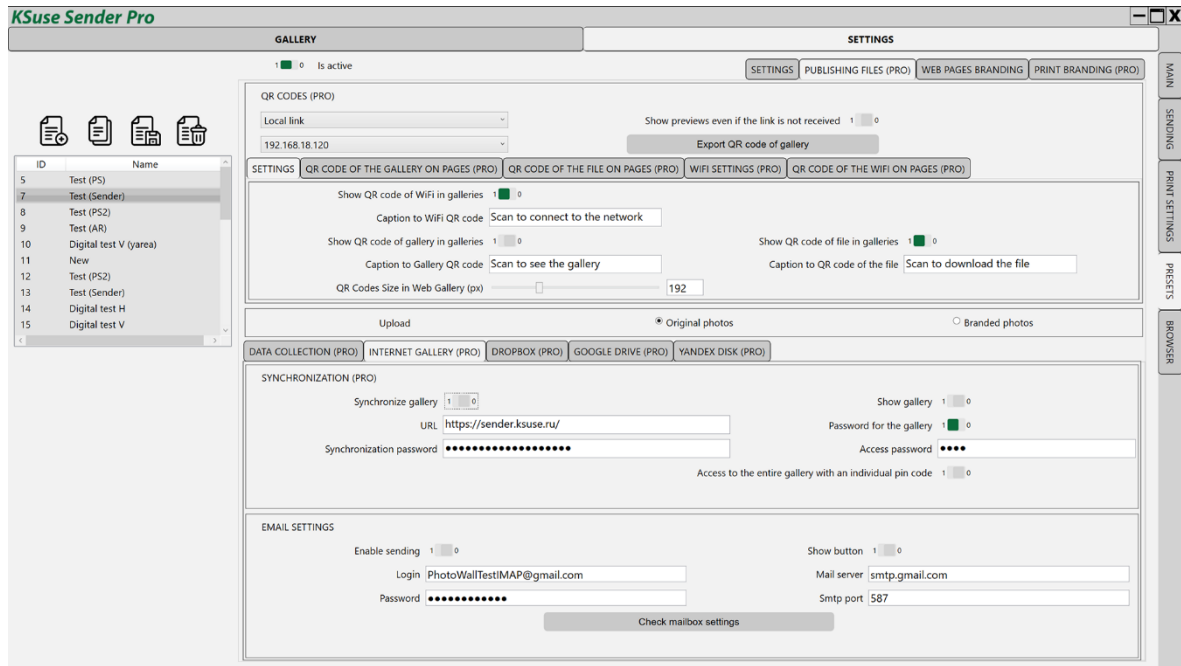 KSuse Sender Pro
GALLERY SETTINGS
1 0 Is active
SETTINGS PUBLISHING FILES (PRO) WEB PAGES BRANDING PRINT BRANDING (PRO)
MAIN
SENDING
PRINT SETTINGS
PRESETS
BROWSER
ID Name
5 Test (PS)
7 Test (Sender)
8 Test (PS2)
9 Test (AR)
10 Digital test V (yarea)
11 New
12 Test (PS2)
13 Test (Sender)
14 Digital test H
15 Digital test V
QR CODES (PRO)
Local link
Show previews even if the link is not received 1 0
192.168.18.120
Export QR code of gallery
SETTINGS QR CODE OF THE GALLERY ON PAGES (PRO) QR CODE OF THE FILE ON PAGES (PRO) WIFI SETTINGS (PRO) QR CODE OF THE WIFI ON PAGES (PRO)
Show QR code of WiFi in galleries 1 0
Caption to WiFi QR code Scan to connect to the network
Show QR code of gallery in galleries 1 0 Show QR code of file in galleries 1 0
Caption to Gallery QR code Scan to see the gallery Caption to QR code of the file Scan to download the file
QR Codes Size in Web Gallery (px) 192
Upload Original photos Branded photos
DATA COLLECTION (PRO) INTERNET GALLERY (PRO) DROPBOX (PRO) GOOGLE DRIVE (PRO) YANDEX DISK (PRO)
SYNCHRONIZATION (PRO)
Synchronize gallery 1 0 Show gallery 1 0
URL https://sender.ksuse.ru/ Password for the gallery 1 0
Synchronization password ●●●●●●●●●●●●●●●●●●● Access password ●●●●
Access to the entire gallery with an individual pin code 1 0
EMAIL SETTINGS
Enable sending 1 0 Show button 1 0
Login PhotoWallTestIMAP@gmail.com Mail server smtp.gmail.com
Password ●●●●●●●●●●●● Smtp port 587
Check mailbox settings